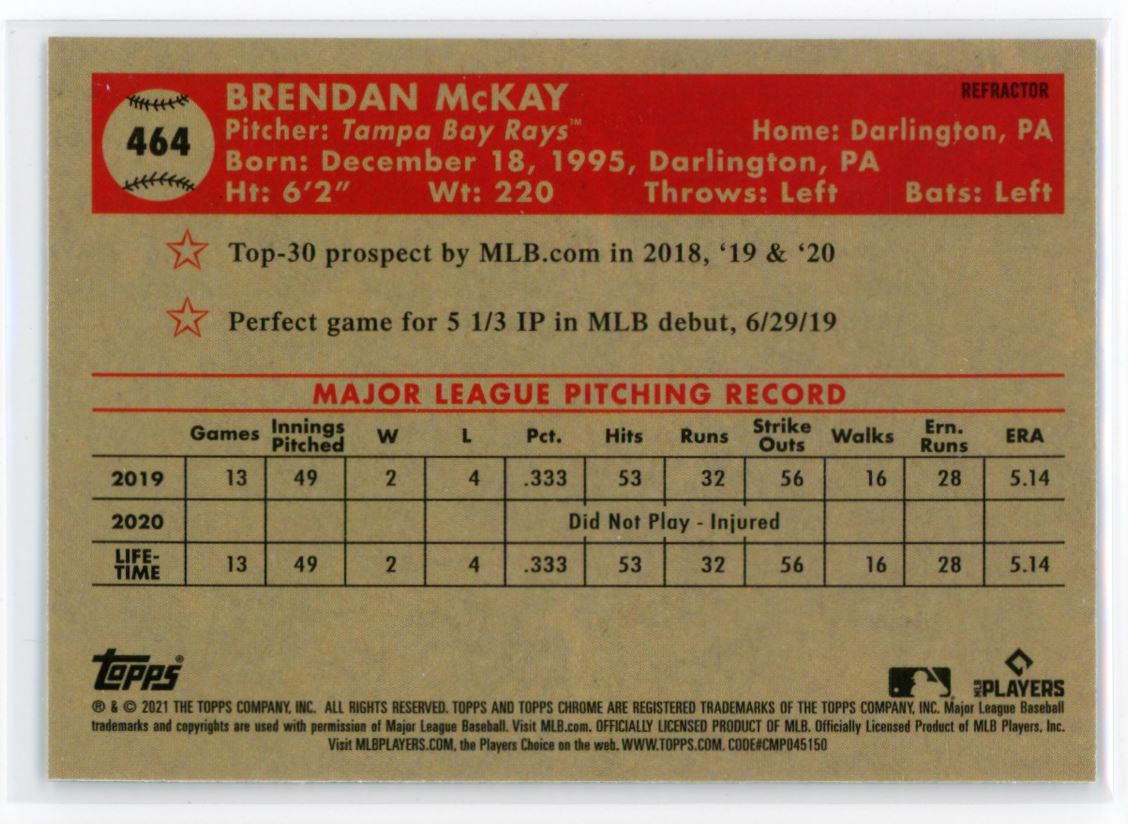 464
BRENDAN McKAY
REFRACTOR
Pitcher: Tampa Bay Rays™ Home: Darlington, PA
Born: December 18, 1995, Darlington, PA
Ht: 6'2" Wt: 220 Throws: Left Bats: Left
Top-30 prospect by MLB.com in 2018, ‘19 & ‘20
Perfect game for 5 1/3 IP in MLB debut, 6/29/19
MAJOR LEAGUE PITCHING RECORD
Games Innings Pitched W L Pct. Hits Runs Strike Outs Walks Ern. Runs ERA
2019 13 49 2 4 .333 53 32 56 16 28 5.14
2020 Did Not Play - Injured
LIFE-TIME 13 49 2 4 .333 53 32 56 16 28 5.14
Topps®
MLB PLAYERS
® & © 2021 THE TOPPS COMPANY, INC. ALL RIGHTS RESERVED. TOPPS AND TOPPS CHROME ARE REGISTERED TRADEMARKS OF THE TOPPS COMPANY, INC. Major League Baseball
trademarks and copyrights are used with permission of Major League Baseball. Visit MLB.com. OFFICIALLY LICENSED PRODUCT OF MLB. Officially Licensed Product of MLB Players, Inc.
Visit MLBPLAYERS.COM, the Players Choice on the web. WWW.TOPPS.COM. CODE#CMP045150